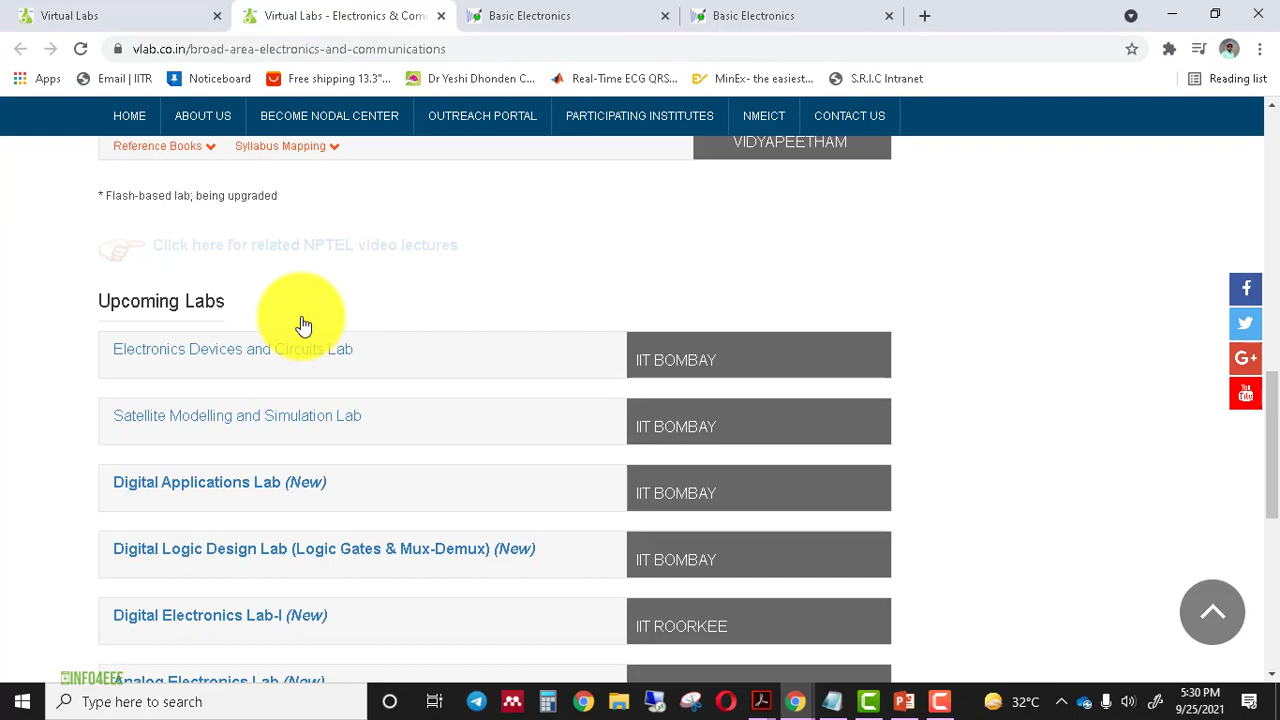 Virtual Labs
Virtual Labs - Electronics & Com
Basic Electronics
Basic Electronics
vlab.co.in/broad-area-electronics-and-communications
Apps
Email | IITR
Noticeboard
Free shipping 13.3"...
Dr Yeshi Dhonden C...
Real-Time ECG QRS...
MinEx- the easiest...
S.R.I.C Intranet
Reading list
HOME
ABOUT US
BECOME NODAL CENTER
OUTREACH PORTAL
PARTICIPATING INSTITUTES
NMEICT
CONTACT US
Reference Books
Syllabus Mapping
VIDYAPEETHAM
* Flash-based lab; being upgraded
Click here for related NPTEL video lectures
Upcoming Labs
Electronics Devices and Circuits Lab
IIT BOMBAY
Satellite Modelling and Simulation Lab
IIT BOMBAY
Digital Applications Lab (New)
IIT BOMBAY
Digital Logic Design Lab (Logic Gates & Mux-Demux) (New)
IIT BOMBAY
Digital Electronics Lab-I (New)
IIT ROORKEE
Analog Electronics Lab (New)
©INFO4EEE
Type here to search
32°C
5:30 PM
9/25/2021